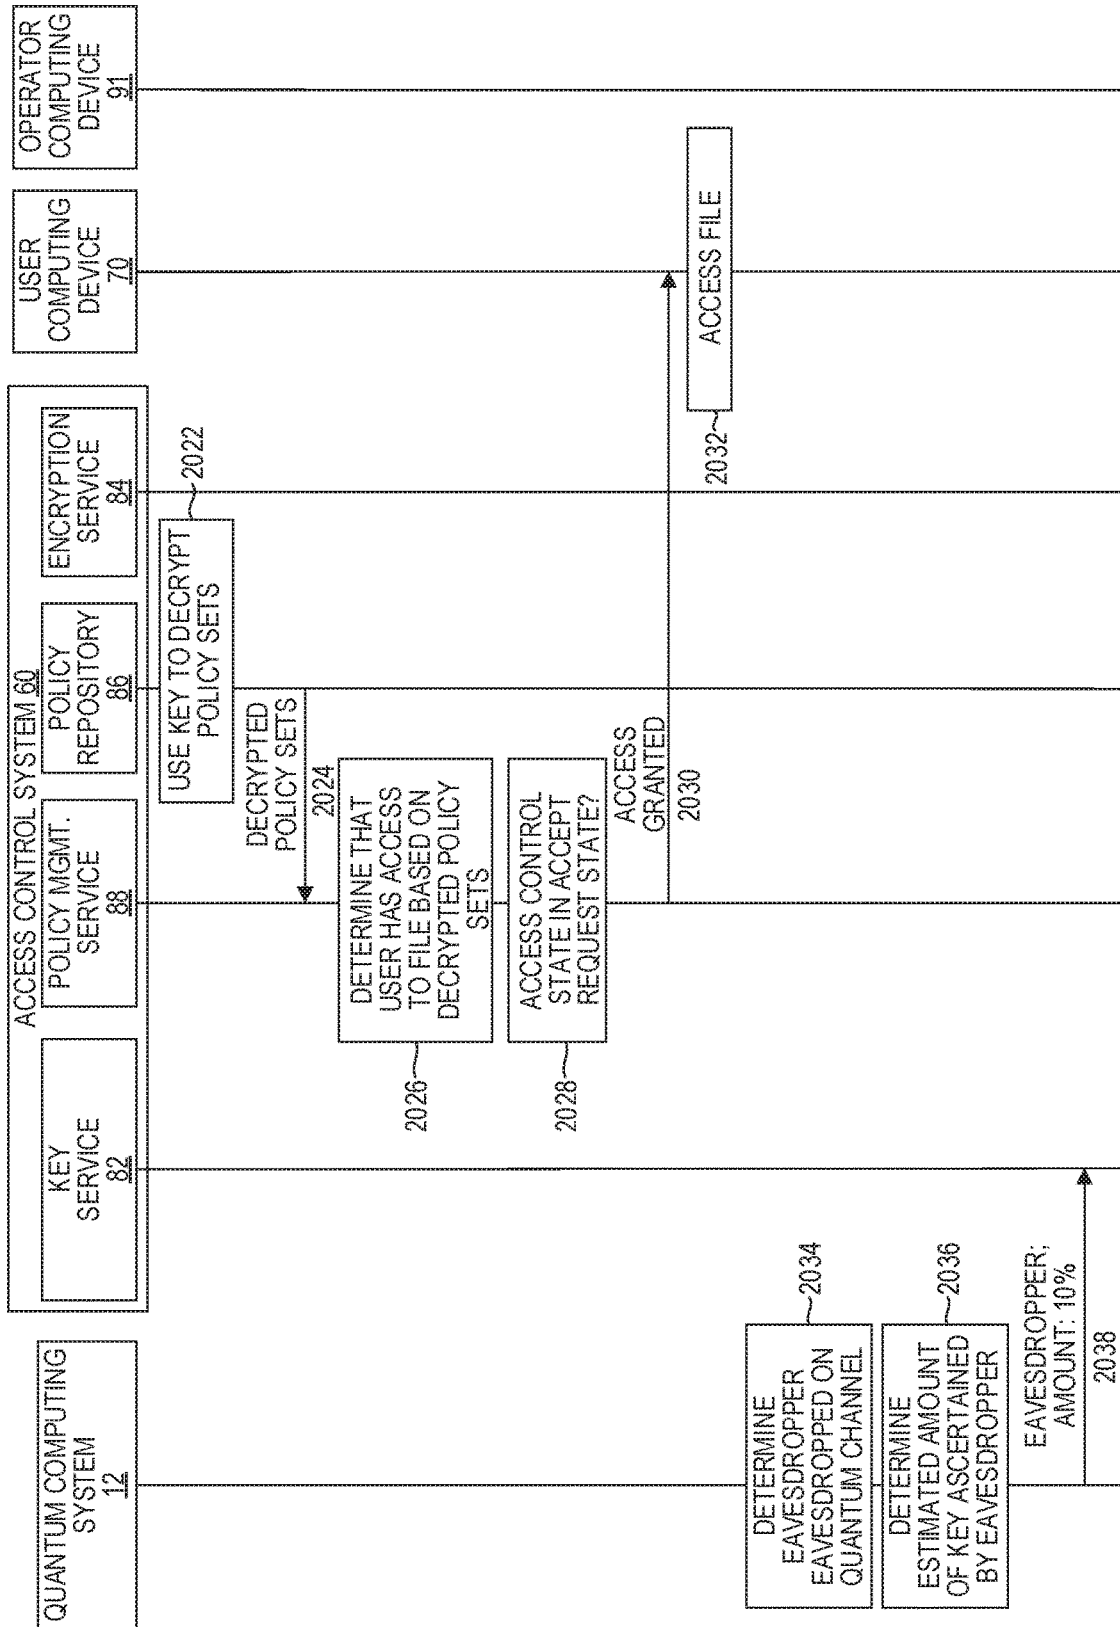 QUANTUM COMPUTING
SYSTEM
12
ACCESS CONTROL SYSTEM 60
KEY
SERVICE
82
POLICY MGMT.
SERVICE
88
POLICY
REPOSITORY
86
ENCRYPTION
SERVICE
84
USER
COMPUTING
DEVICE
70
OPERATOR
COMPUTING
DEVICE
91
USE KEY TO DECRYPT
POLICY SETS
2022
DECRYPTED
POLICY SETS
2024
DETERMINE THAT
USER HAS ACCESS
TO FILE BASED ON
DECRYPTED POLICY
SETS
2026
ACCESS CONTROL
STATE IN ACCEPT
REQUEST STATE?
2028
ACCESS
GRANTED
2030
ACCESS FILE
2032
DETERMINE
EAVESDROPPER
EAVESDROPPED ON
QUANTUM CHANNEL
2034
DETERMINE
ESTIMATED AMOUNT
OF KEY ASCERTAINED
BY EAVESDROPPER
2036
EAVESDROPPER;
AMOUNT: 10%
2038